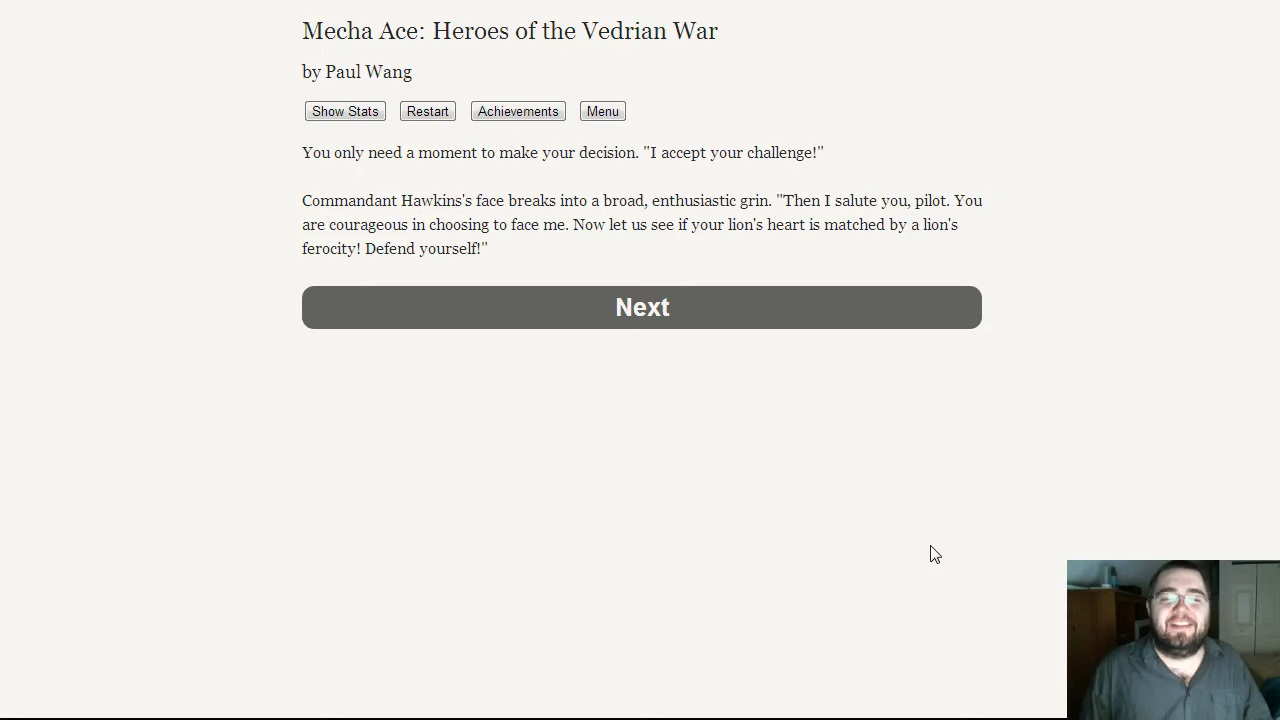 Mecha Ace: Heroes of the Vedrian War
by Paul Wang
Show Stats Restart Achievements Menu
You only need a moment to make your decision. "I accept your challenge!"
Commandant Hawkins's face breaks into a broad, enthusiastic grin. "Then I salute you, pilot. You
are courageous in choosing to face me. Now let us see if your lion's heart is matched by a lion's
ferocity! Defend yourself!"
Next